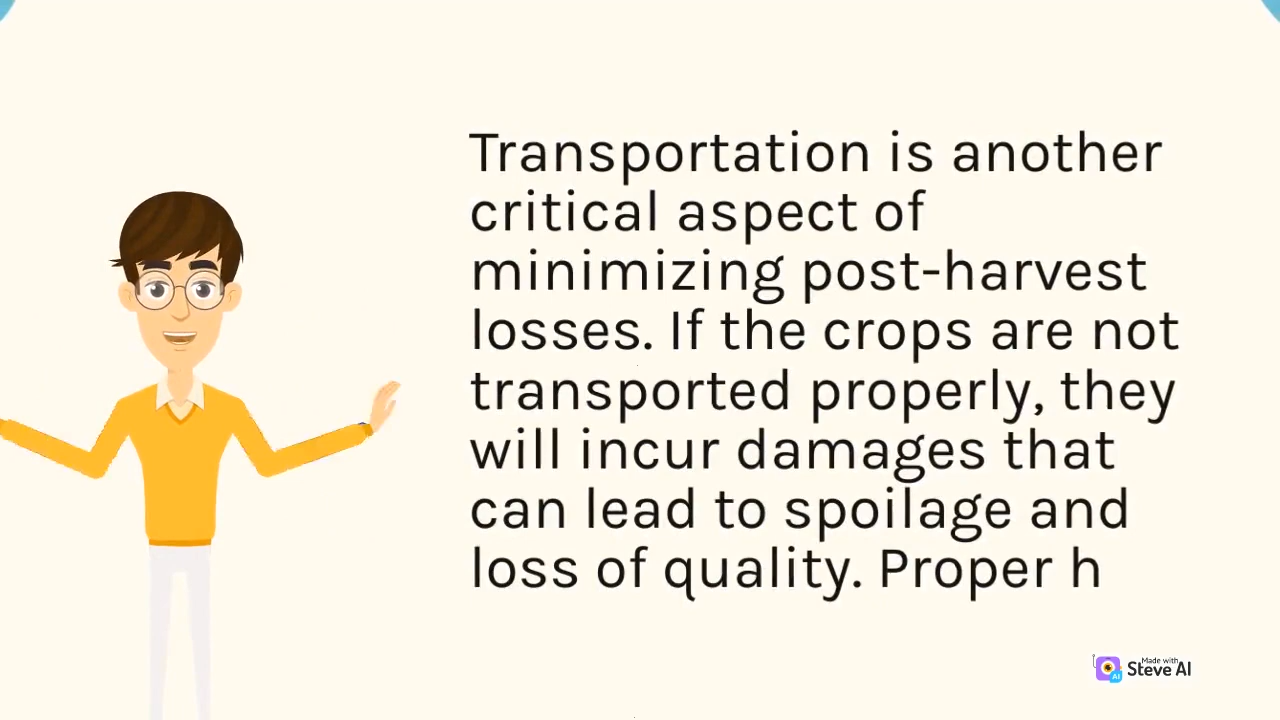 Transportation is another
critical aspect of
minimizing post-harvest
losses. If the crops are not
transported properly, they
will incur damages that
can lead to spoilage and
loss of quality. Proper h
Made with
Steve AI
AI